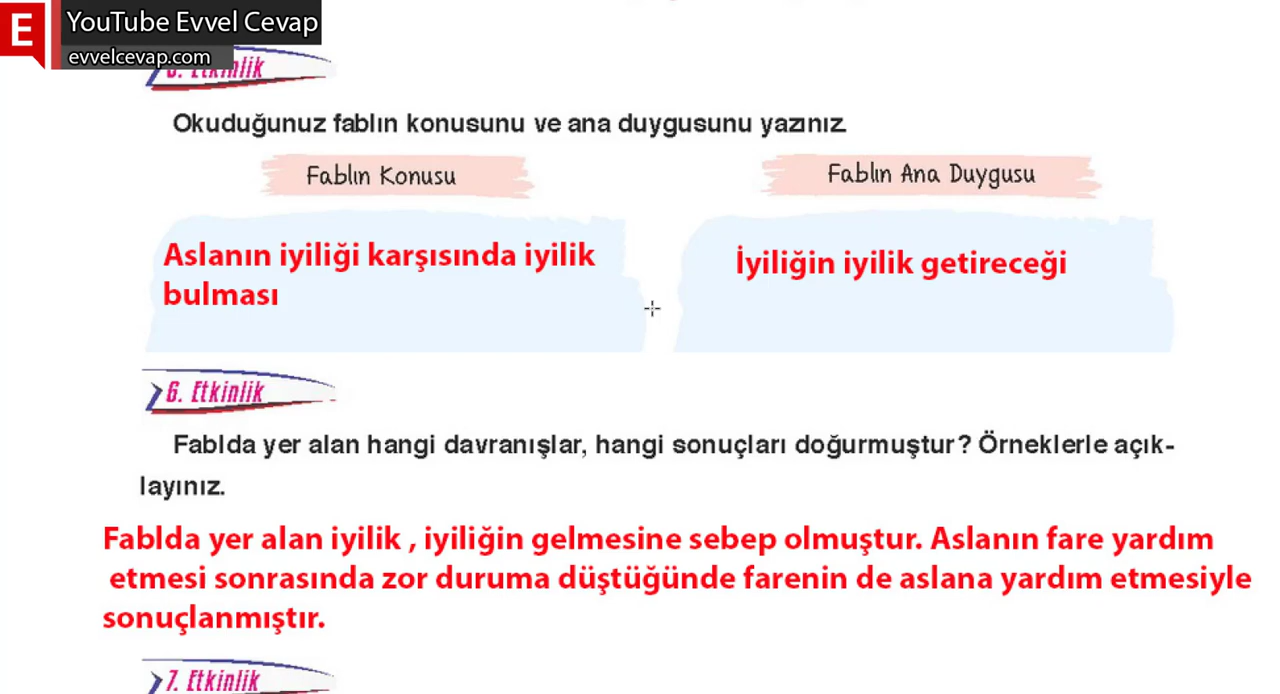 E YouTube Evvel Cevap
evvelcevap.com
Etkinlik
Okuduğunuz fablın konusunu ve ana duygusunu yazınız.
Fablın Konusu
Fablın Ana Duygusu
Aslanın iyiliği karşısında iyilik
bulması
İyiliğin iyilik getireceği
6. Etkinlik
Fablda yer alan hangi davranışlar, hangi sonuçları doğurmuştur? Örneklerle açık-
layınız.
Fablda yer alan iyilik , iyiliğin gelmesine sebep olmuştur. Aslanın fare yardım
etmesi sonrasında zor duruma düştüğünde farenin de aslana yardım etmesiyle
sonuçlanmıştır.
7. Etkinlik